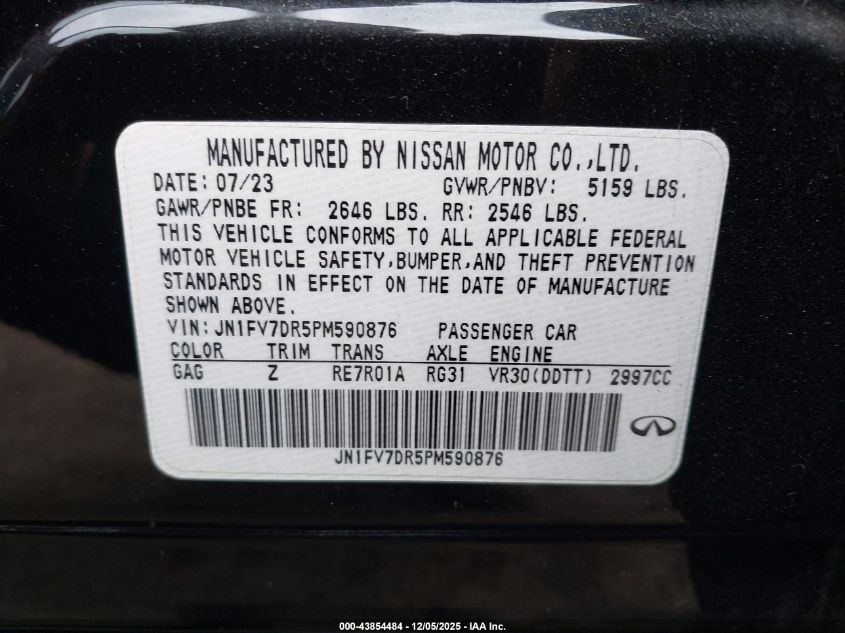 MANUFACTURED BY NISSAN MOTOR CO.,LTD.
DATE: 07/23 GVWR/PNBV: 5159 LBS.
GAWR/PNBE FR: 2646 LBS. RR: 2546 LBS.
THIS VEHICLE CONFORMS TO ALL APPLICABLE FEDERAL
MOTOR VEHICLE SAFETY,BUMPER,AND THEFT PREVENTION
STANDARDS IN EFFECT ON THE DATE OF MANUFACTURE
SHOWN ABOVE.
VIN:JN1FV7DR5PM590876 PASSENGER CAR
COLOR TRIM TRANS AXLE ENGINE
GAG Z RE7R01A RG31 VR30(DDTT) 2997CC
JN1FV7DR5PM590876
000-43854484 - 12/05/2025 - IAA Inc.